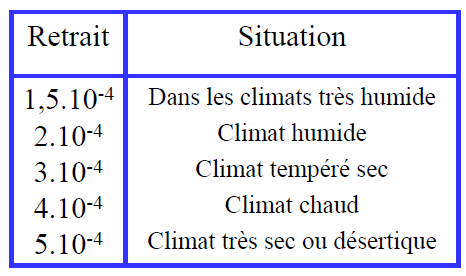 Retrait Situation
1,5.10-4 Dans les climats très humide
2.10-4 Climat humide
3.10-4 Climat tempéré sec
4.10-4 Climat chaud
5.10-4 Climat très sec ou désertique